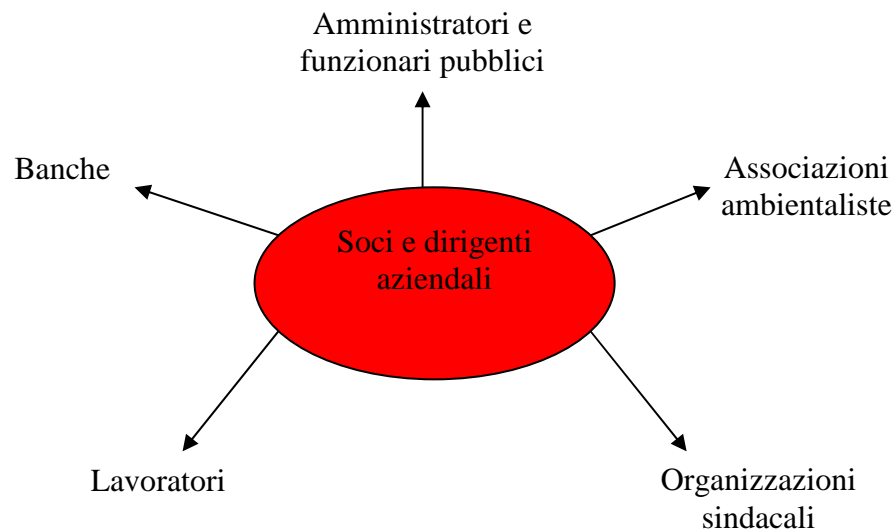 Amministratori e
funzionari pubblici
Banche
Associazioni
ambientaliste
Soci e dirigenti
aziendali
Lavoratori
Organizzazioni
sindacali